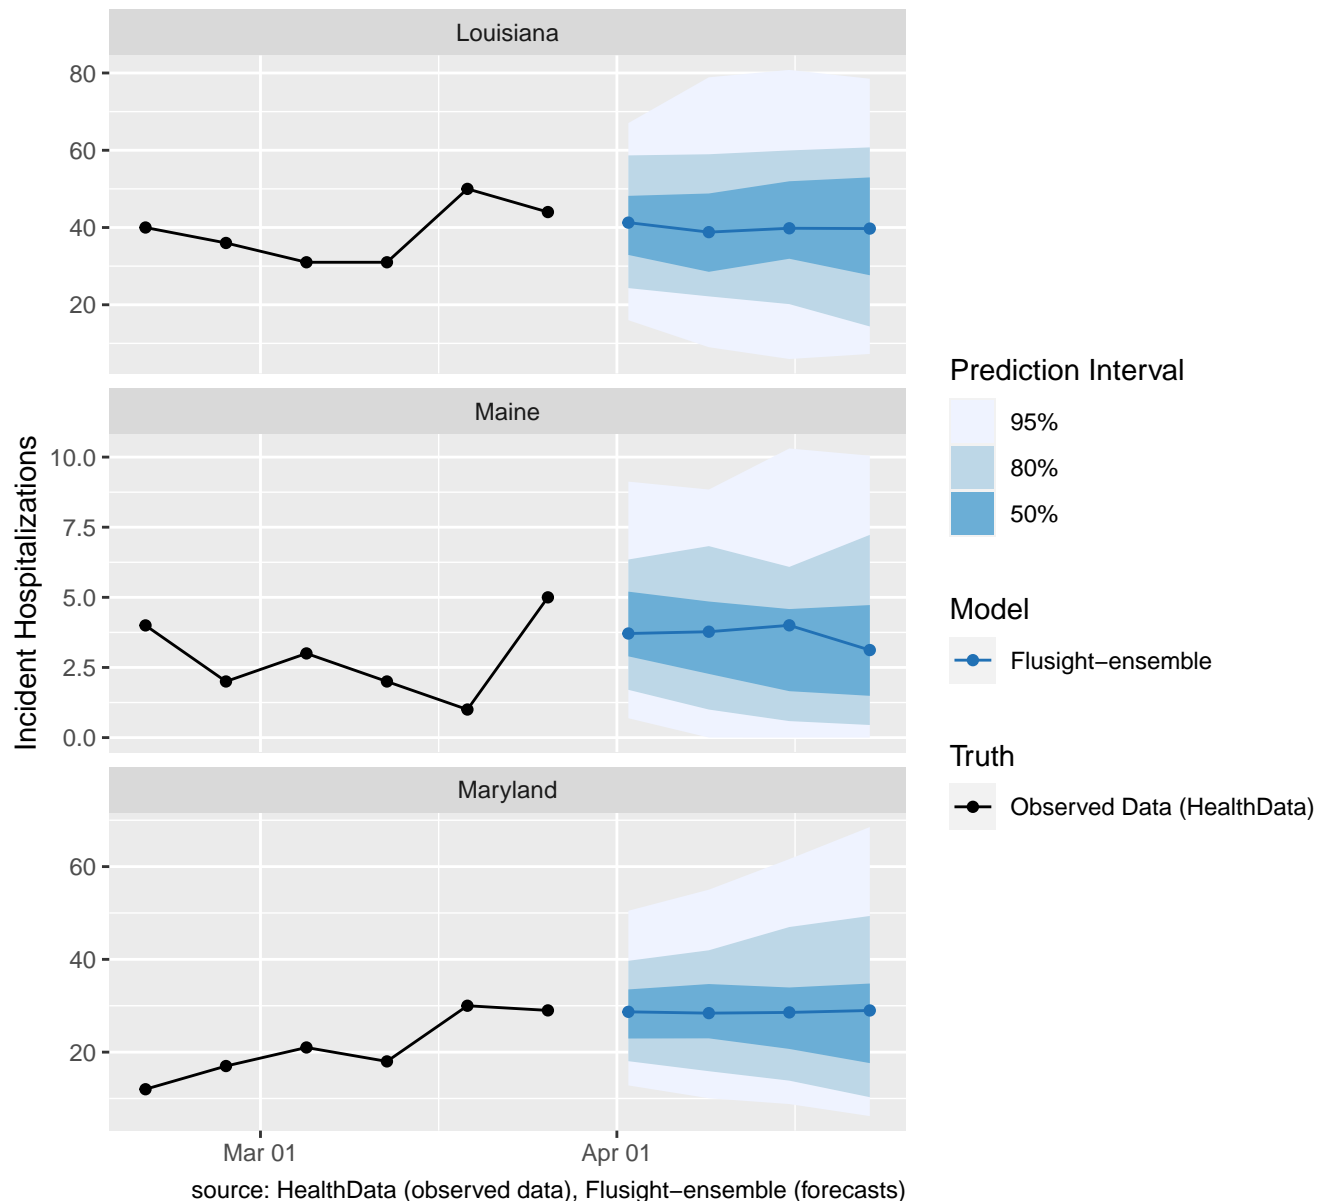 Louisiana
80
60
40
20
Maine
10.0
7.5
5.0
2.5
0.0
Maryland
60
40
20
Mar 01
Apr 01
Incident Hospitalizations
source: HealthData (observed data), Flusight−ensemble (forecasts)
Prediction Interval
95%
80%
50%
Model
Flusight−ensemble
Truth
Observed Data (HealthData)